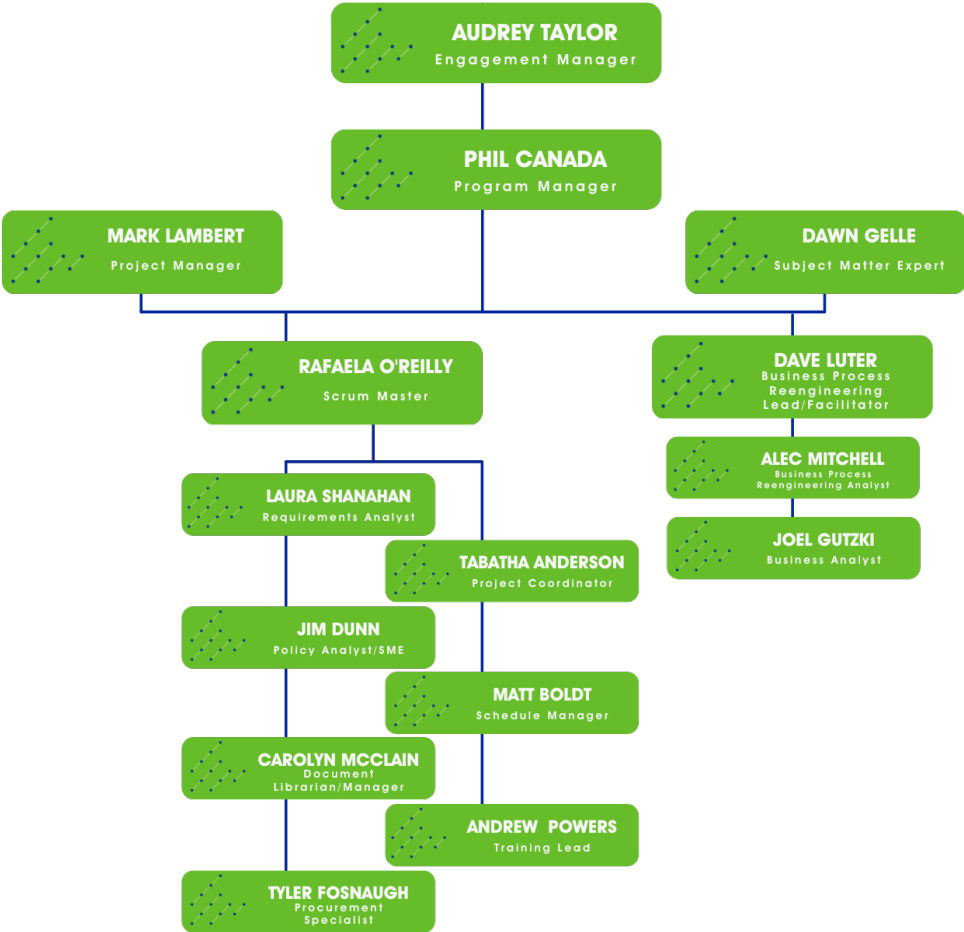 AUDREY TAYLOR
Engagement Manager
PHIL CANADA
Program Manager
MARK LAMBERT
Project Manager
DAWN GELLE
Subject Matter Expert
RAFAELA O'REILLY
Scrum Master
DAVE LUTER
Business Process
Reengineering
Lead/Facilitator
ALEC MITCHELL
Business Process
Reengineering Analyst
JOEL GUTZKI
Business Analyst
LAURA SHANAHAN
Requirements Analyst
TABATHA ANDERSON
Project Coordinator
JIM DUNN
Policy Analyst/SME
MATT BOLDT
Schedule Manager
CAROLYN MCCLAIN
Document
Librarian/Manager
ANDREW POWERS
Training Lead
TYLER FOSNAUGH
Procurement
Specialist